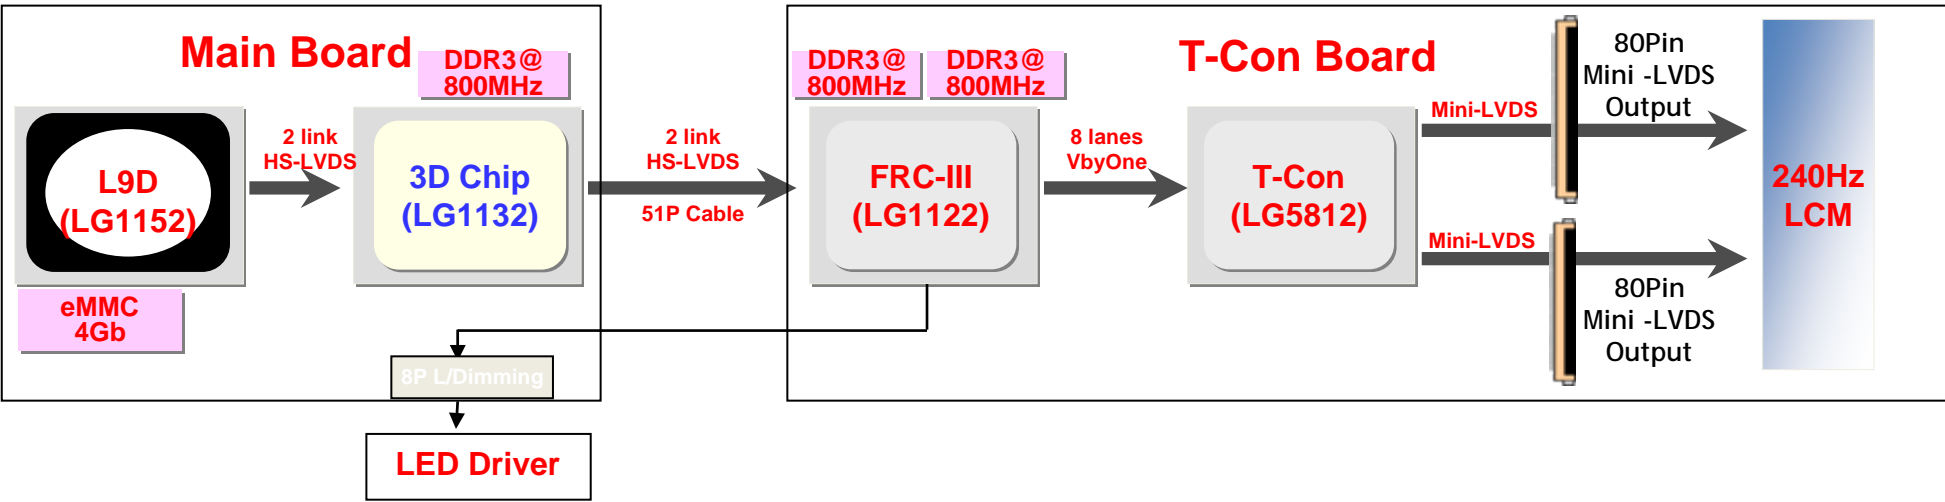 Main Board
DDR3@
800MHz
L9D
(LG1152)
2 link
HS-LVDS
3D Chip
(LG1132)
eMMC
4Gb
2 link
HS-LVDS
51P Cable
8P L/Dimming
LED Driver
T-Con Board
DDR3@
800MHz
DDR3@
800MHz
FRC-III
(LG1122)
8 lanes
VbyOne
T-Con
(LG5812)
Mini-LVDS
80Pin
Mini -LVDS
Output
Mini-LVDS
80Pin
Mini -LVDS
Output
240Hz
LCM